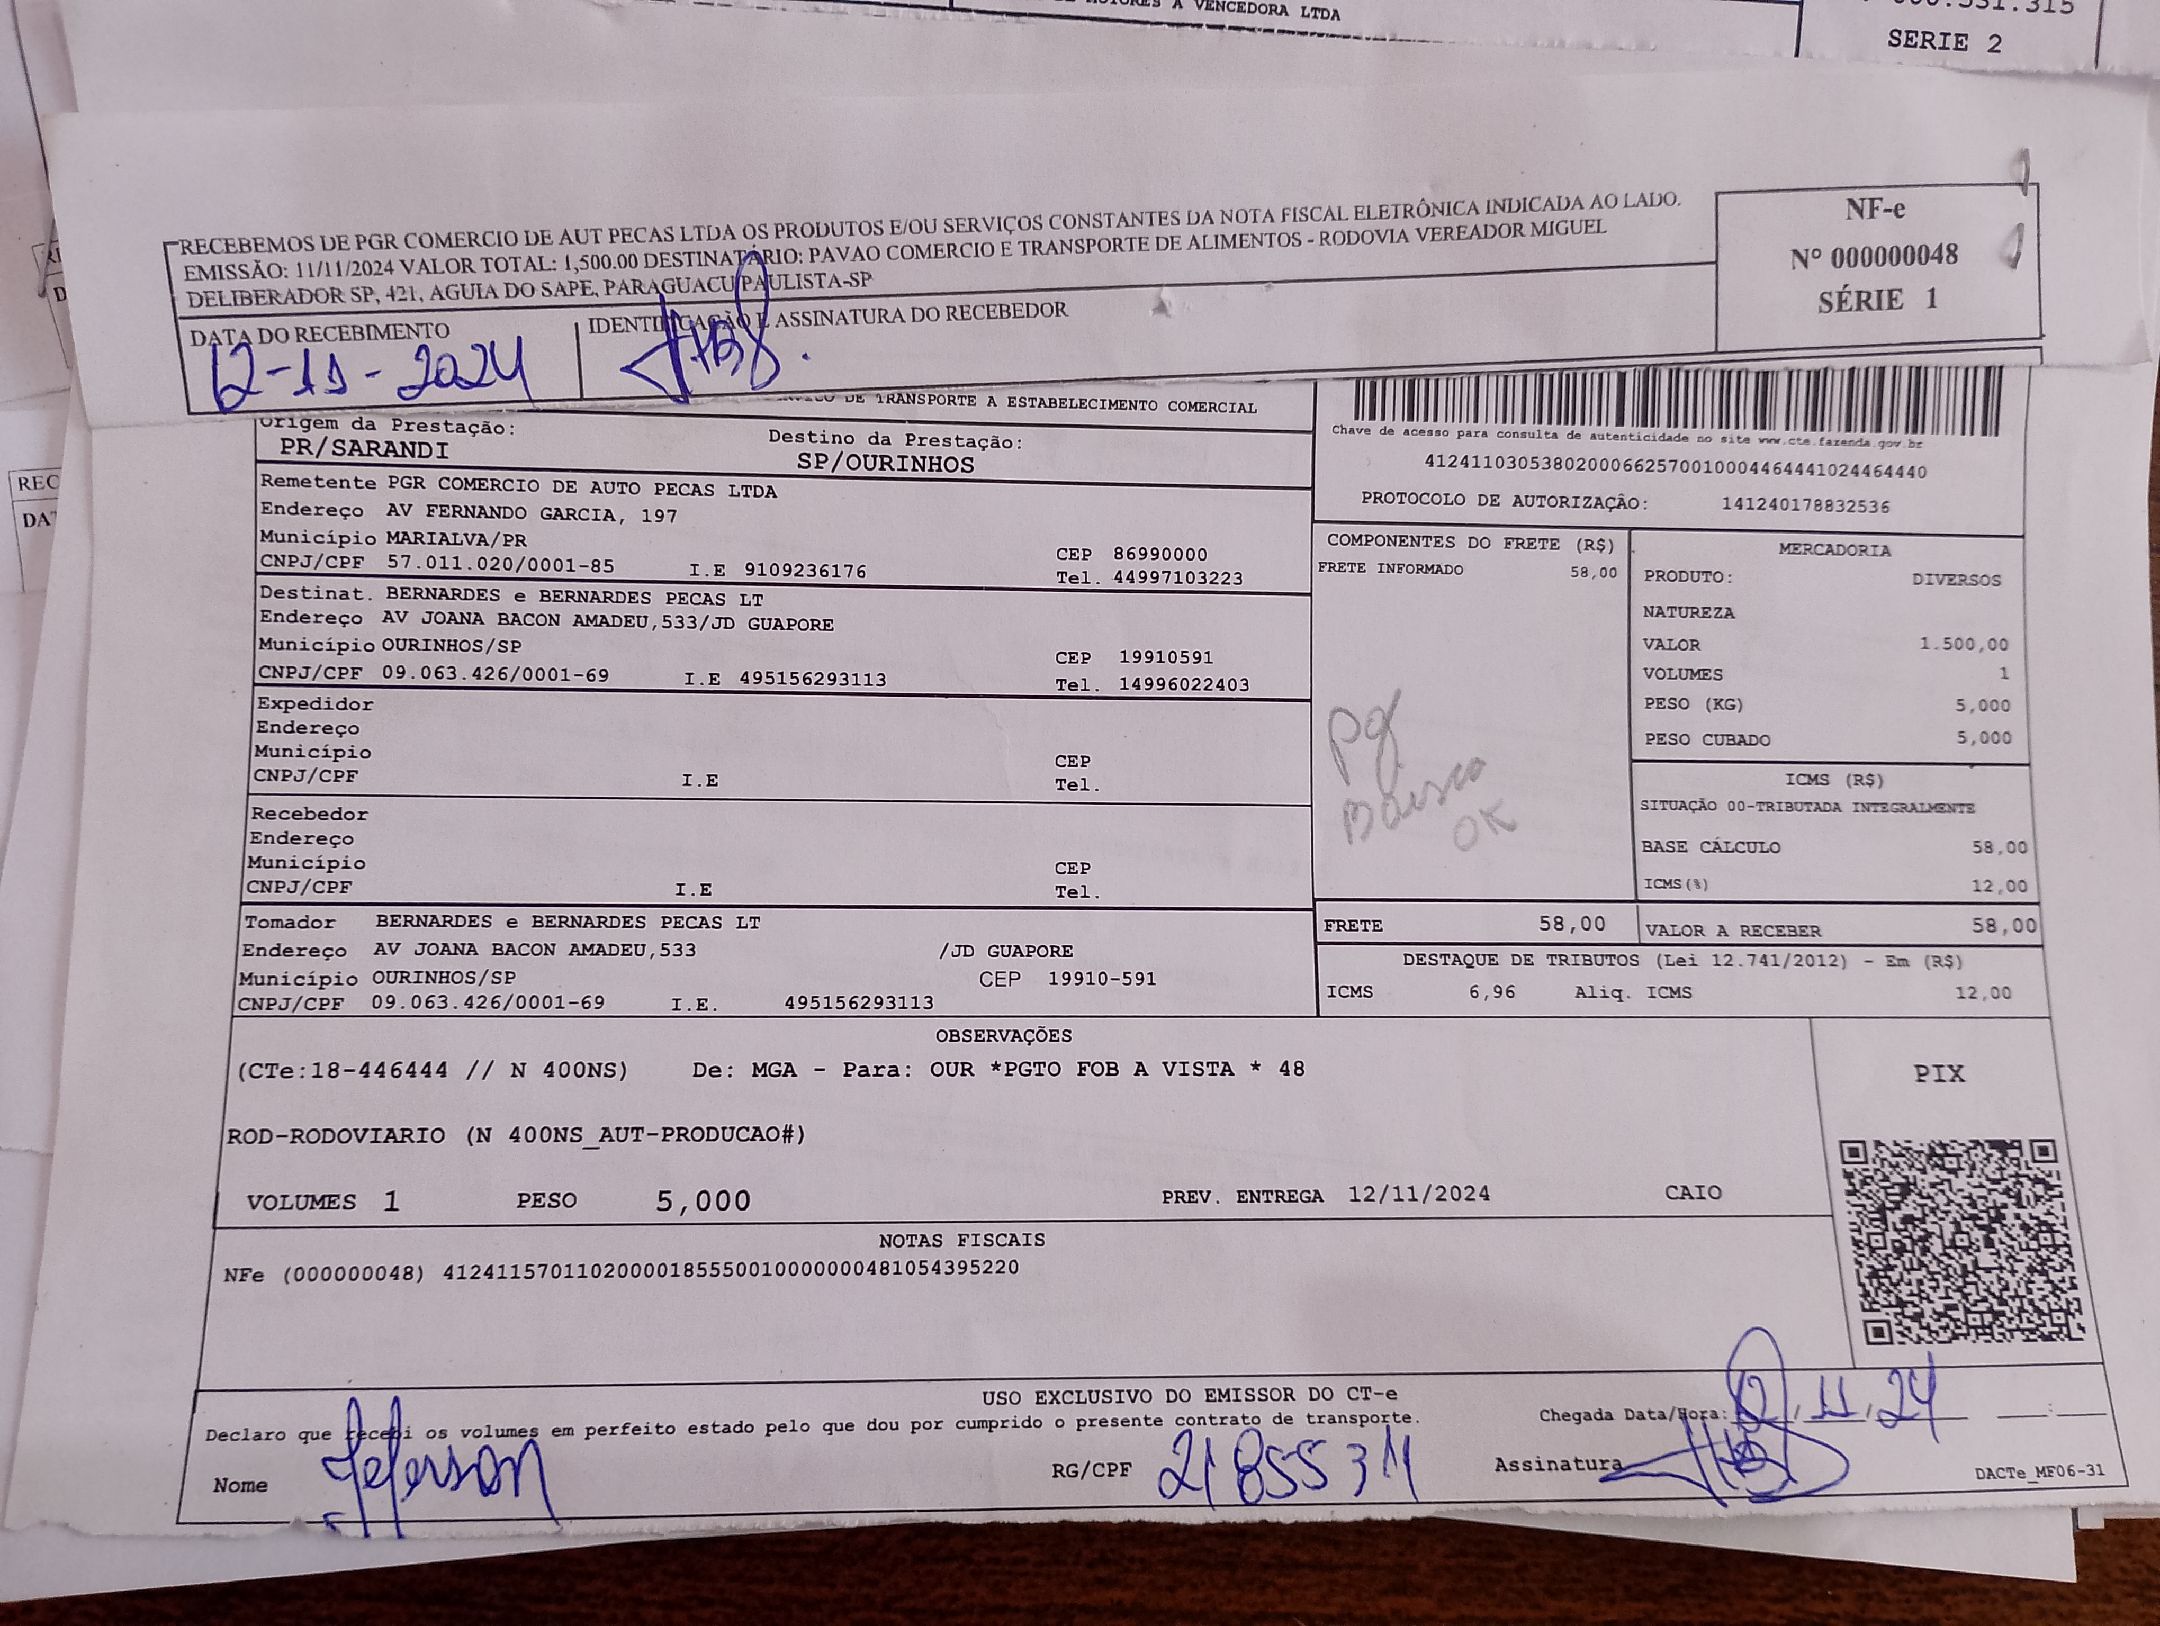 A VENCEDORA LTDA
SERIE 2
RECEBEMOS DE PGR COMERCIO DE AUT PECAS LTDA OS PRODUTOS E/OU SERVIÇOS CONSTANTES DA NOTA FISCAL ELETRÔNICA INDICADA AO LADO.
EMISSÃO: 11/11/2024 VALOR TOTAL: 1,500.00 DESTINATÁRIO: PAVAO COMERCIO E TRANSPORTE DE ALIMENTOS - RODOVIA VEREADOR MIGUEL
DELIBERADOR SP, 421, AGUIA DO SAPE, PARAGUACU PAULISTA-SP
NF-e
Nº 000000048
SÉRIE 1
DATA DO RECEBIMENTO
12-11-2024
IDENTIFICAÇÃO E ASSINATURA DO RECEBEDOR
DE TRANSPORTE A ESTABELECIMENTO COMERCIAL
Origem da Prestação:
PR/SARANDI
Destino da Prestação:
SP/OURINHOS
Chave de acesso para consulta de autenticidade no site www.cte.fazenda.gov.br
41241103053802000662570010004464441024464440
PROTOCOLO DE AUTORIZAÇÃO: 141240178832536
Remetente PGR COMERCIO DE AUTO PECAS LTDA
Endereço AV FERNANDO GARCIA, 197
Município MARIALVA/PR
CEP 86990000
CNPJ/CPF 57.011.020/0001-85 I.E 9109236176 Tel. 44997103223
Destinat. BERNARDES e BERNARDES PECAS LT
Endereço AV JOANA BACON AMADEU,533/JD GUAPORE
Município OURINHOS/SP CEP 19910591
CNPJ/CPF 09.063.426/0001-69 I.E 495156293113 Tel. 14996022403
Expedidor
Endereço
Município CEP
CNPJ/CPF I.E Tel.
Recebedor
Endereço
Município CEP
CNPJ/CPF I.E Tel.
Tomador BERNARDES e BERNARDES PECAS LT
Endereço AV JOANA BACON AMADEU,533 /JD GUAPORE
Município OURINHOS/SP CEP 19910-591
CNPJ/CPF 09.063.426/0001-69 I.E. 495156293113
COMPONENTES DO FRETE (R$)
FRETE INFORMADO 58,00
Pg
Baixa
OK
MERCADORIA
PRODUTO: DIVERSOS
NATUREZA
VALOR 1.500,00
VOLUMES 1
PESO (KG) 5,000
PESO CUBADO 5,000
ICMS (R$)
SITUAÇÃO 00-TRIBUTADA INTEGRALMENTE
BASE CÁLCULO 58,00
ICMS(%) 12,00
FRETE 58,00 VALOR A RECEBER 58,00
DESTAQUE DE TRIBUTOS (Lei 12.741/2012) - Em (R$)
ICMS 6,96 Aliq. ICMS 12,00
OBSERVAÇÕES
(CTe:18-446444 // N 400NS) De: MGA - Para: OUR *PGTO FOB A VISTA * 48
ROD-RODOVIARIO (N 400NS_AUT-PRODUCAO#)
VOLUMES 1 PESO 5,000 PREV. ENTREGA 12/11/2024 CAIO
PIX
NOTAS FISCAIS
NFe (000000048) 41241157011020000185550010000000481054395220
USO EXCLUSIVO DO EMISSOR DO CT-e
Declaro que recebi os volumes em perfeito estado pelo que dou por cumprido o presente contrato de transporte.
Chegada Data/Hora: 12.11.24
Nome Jeferson
RG/CPF
Assinatura
DACTe_MF06-31